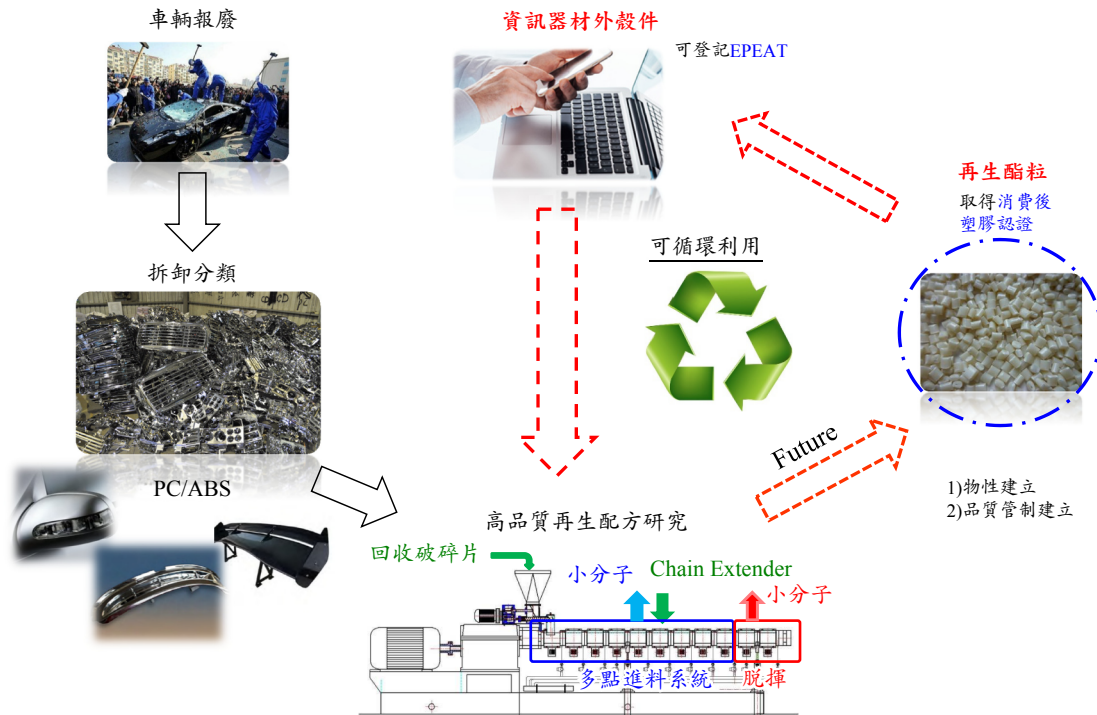 車輛報廢
資訊器材外殼件
可登記EPEAT
再生酯粒
取得消費後
塑膠認證
可循環利用
拆卸分類
PC/ABS
Future
1)物性建立
2)品質管制建立
高品質再生配方研究
回收破碎片
小分子
Chain Extender
小分子
多點進料系統
脱揮